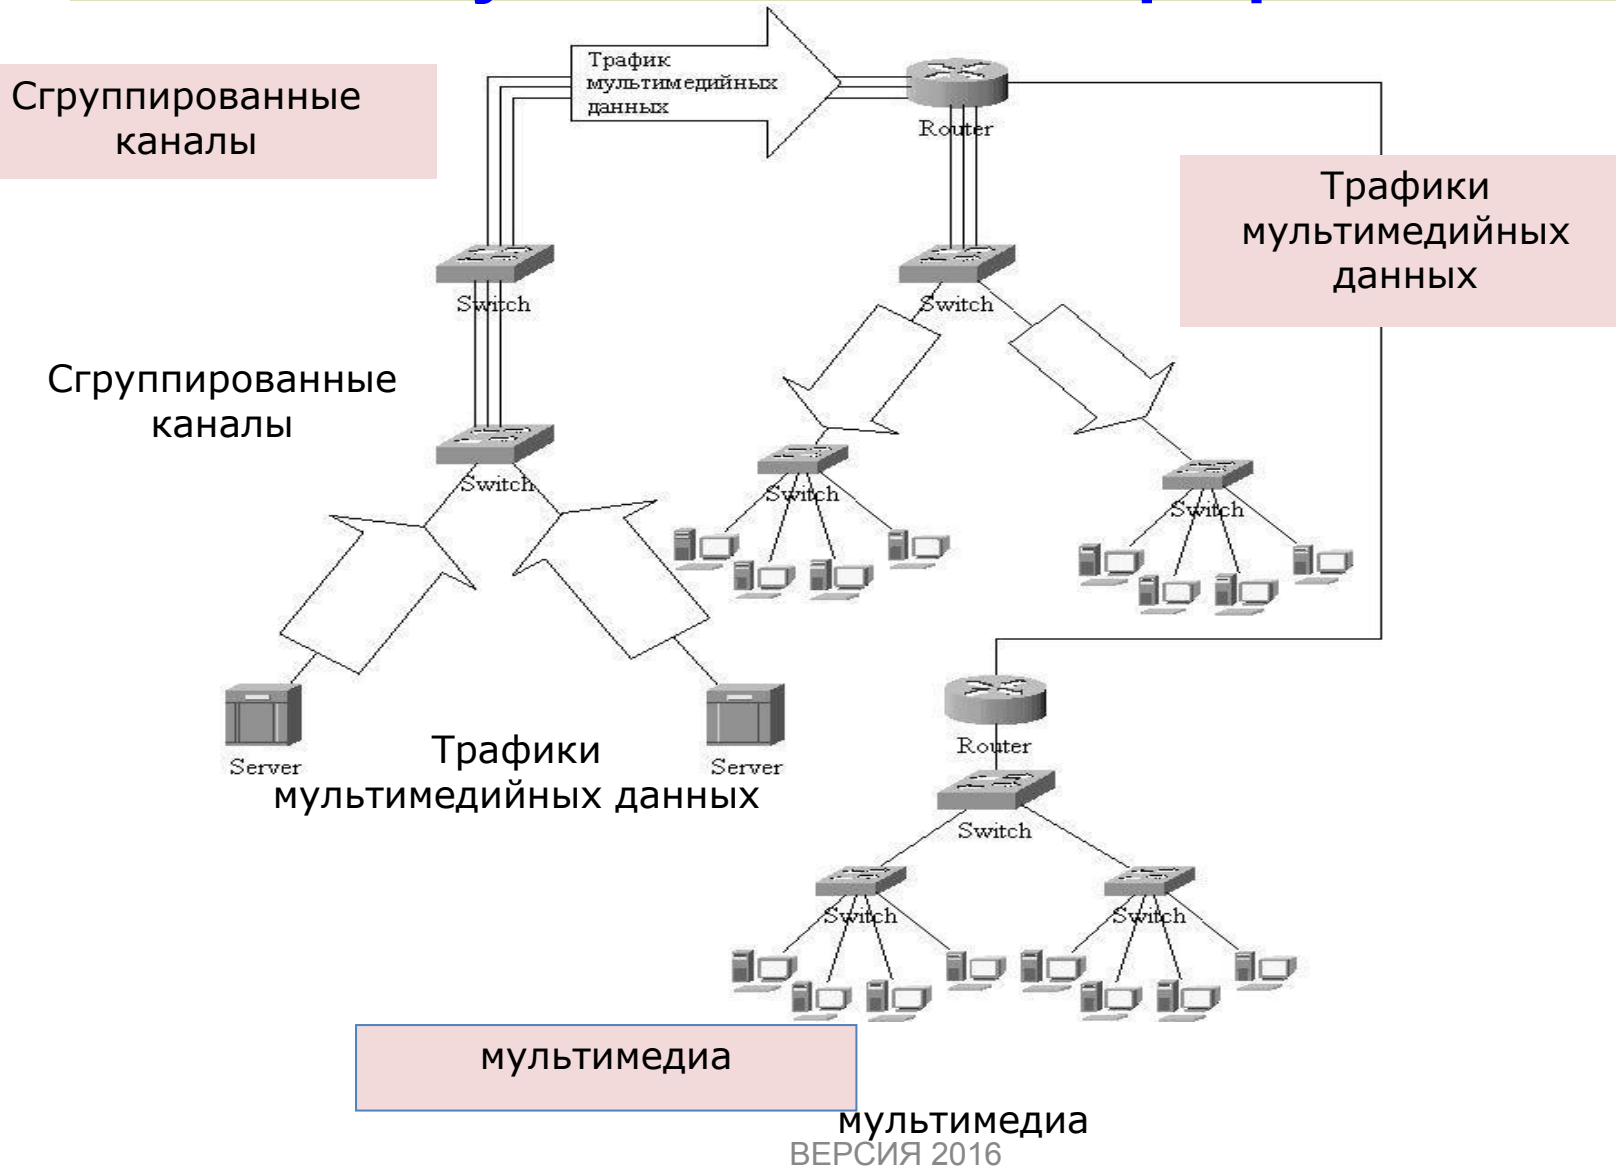 Трафик
мультимедийных
данных
Сгруппированные
каналы
Router
Трафики
мультимедийных
данных
Switch
Switch
Сгруппированные
каналы
Switch
Switch
Switch
Server
Трафики
мультимедийных данных
Server
Router
Switch
Switch
Switch
мультимедиа
мультимедиа
ВЕРСИЯ 2016